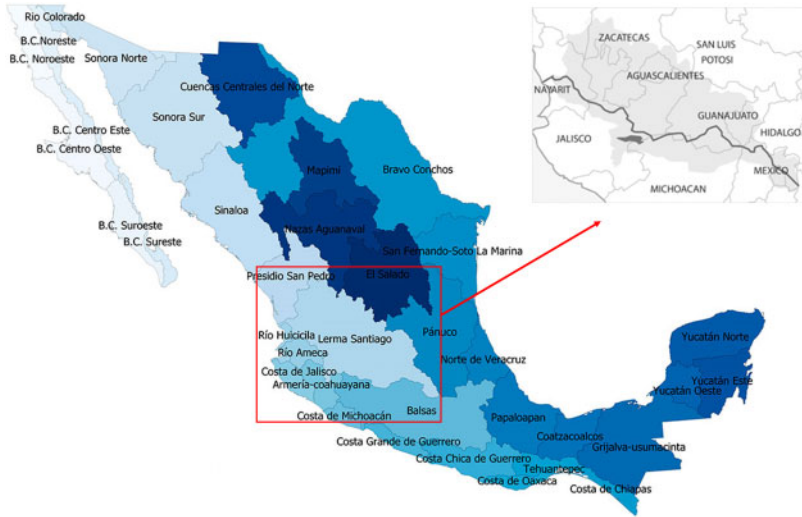 Río Colorado
B.C.Noreste
B.C. Noroeste
Sonora Norte
Cuencas Centrales del Norte
Sonora Sur
B.C. Centro Este
B.C. Centro Oeste
Mapimí
Bravo Conchos
Sinaloa
B.C. Suroeste
B.C. Sureste
Nazas Aguanaval
San Fernando-Soto La Marina
Presidio San Pedro
El Salado
Río Huicicila
Lerma Santiago
Pánuco
Río Ameca
Norte de Veracruz
Costa de Jalisco
Armería-coahuayana
Costa de Michoacán
Balsas
Papaloapan
Costa Grande de Guerrero
Coatzacoalcos
Grijalva-usumacinta
Costa Chica de Guerrero
Tehuantepec
Costa de Oaxaca
Costa de Chiapas
Yucatán Norte
Yucatán Este
Yucatán Oeste
ZACATECAS
SAN LUIS
POTOSI
AGUASCALIENTES
NAYARIT
GUANAJUATO
HIDALGO
JALISCO
MEXICO
MICHOACAN